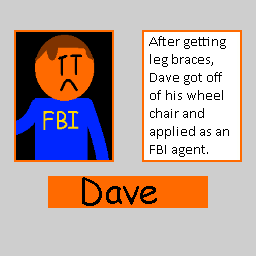 FBI
After getting
leg braces,
Dave got off
of his wheel
chair and
applied as an
FBI agent.
Dave